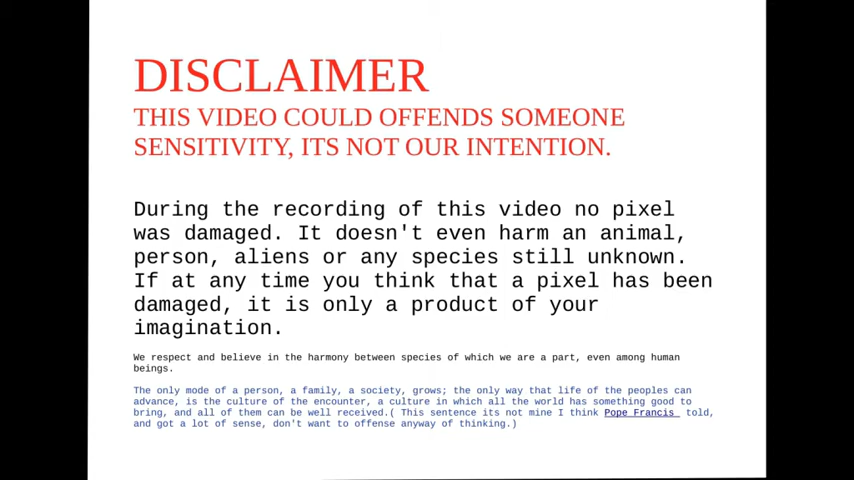 DISCLAIMER
THIS VIDEO COULD OFFENDS SOMEONE
SENSITIVITY, ITS NOT OUR INTENTION.
During the recording of this video no pixel
was damaged. It doesn't even harm an animal,
person, aliens or any species still unknown.
If at any time you think that a pixel has been
damaged, it is only a product of your
imagination.
We respect and believe in the harmony between species of which we are a part, even among human
beings.
The only mode of a person, a family, a society, grows; the only way that life of the peoples can
advance, is the culture of the encounter, a culture in which all the world has something good to
bring, and all of them can be well received.( This sentence its not mine I think Pope Francis  told,
and got a lot of sense, don't want to offense anyway of thinking.)